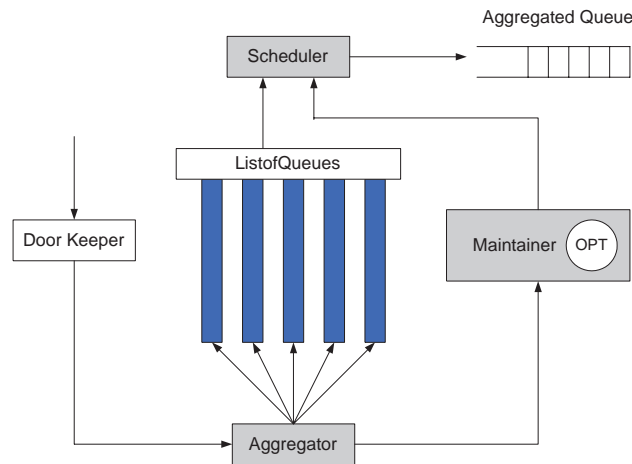 Aggregated Queue
Scheduler
ListofQueues
Door Keeper
Maintainer
OPT
Aggregator